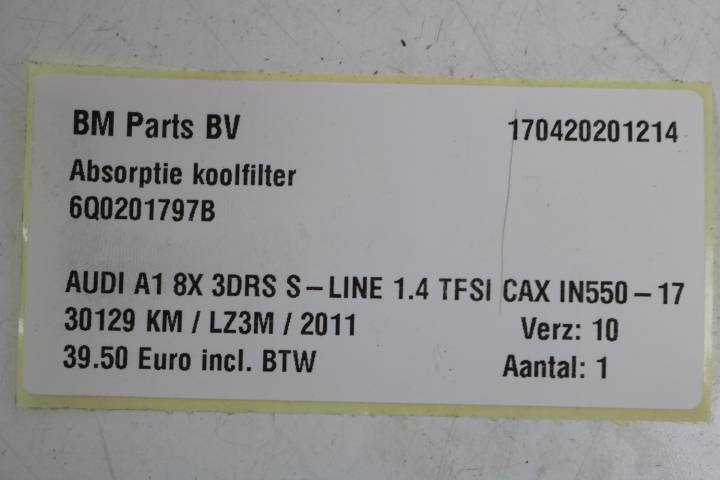 BM Parts BV 170420201214
Absorptie koolfilter
6Q0201797B
AUDI A1 8X 3DRS S-LINE 1.4 TFSI CAX IN550-17
30129 KM / LZ3M / 2011 Verz: 10
39.50 Euro incl. BTW Aantal: 1